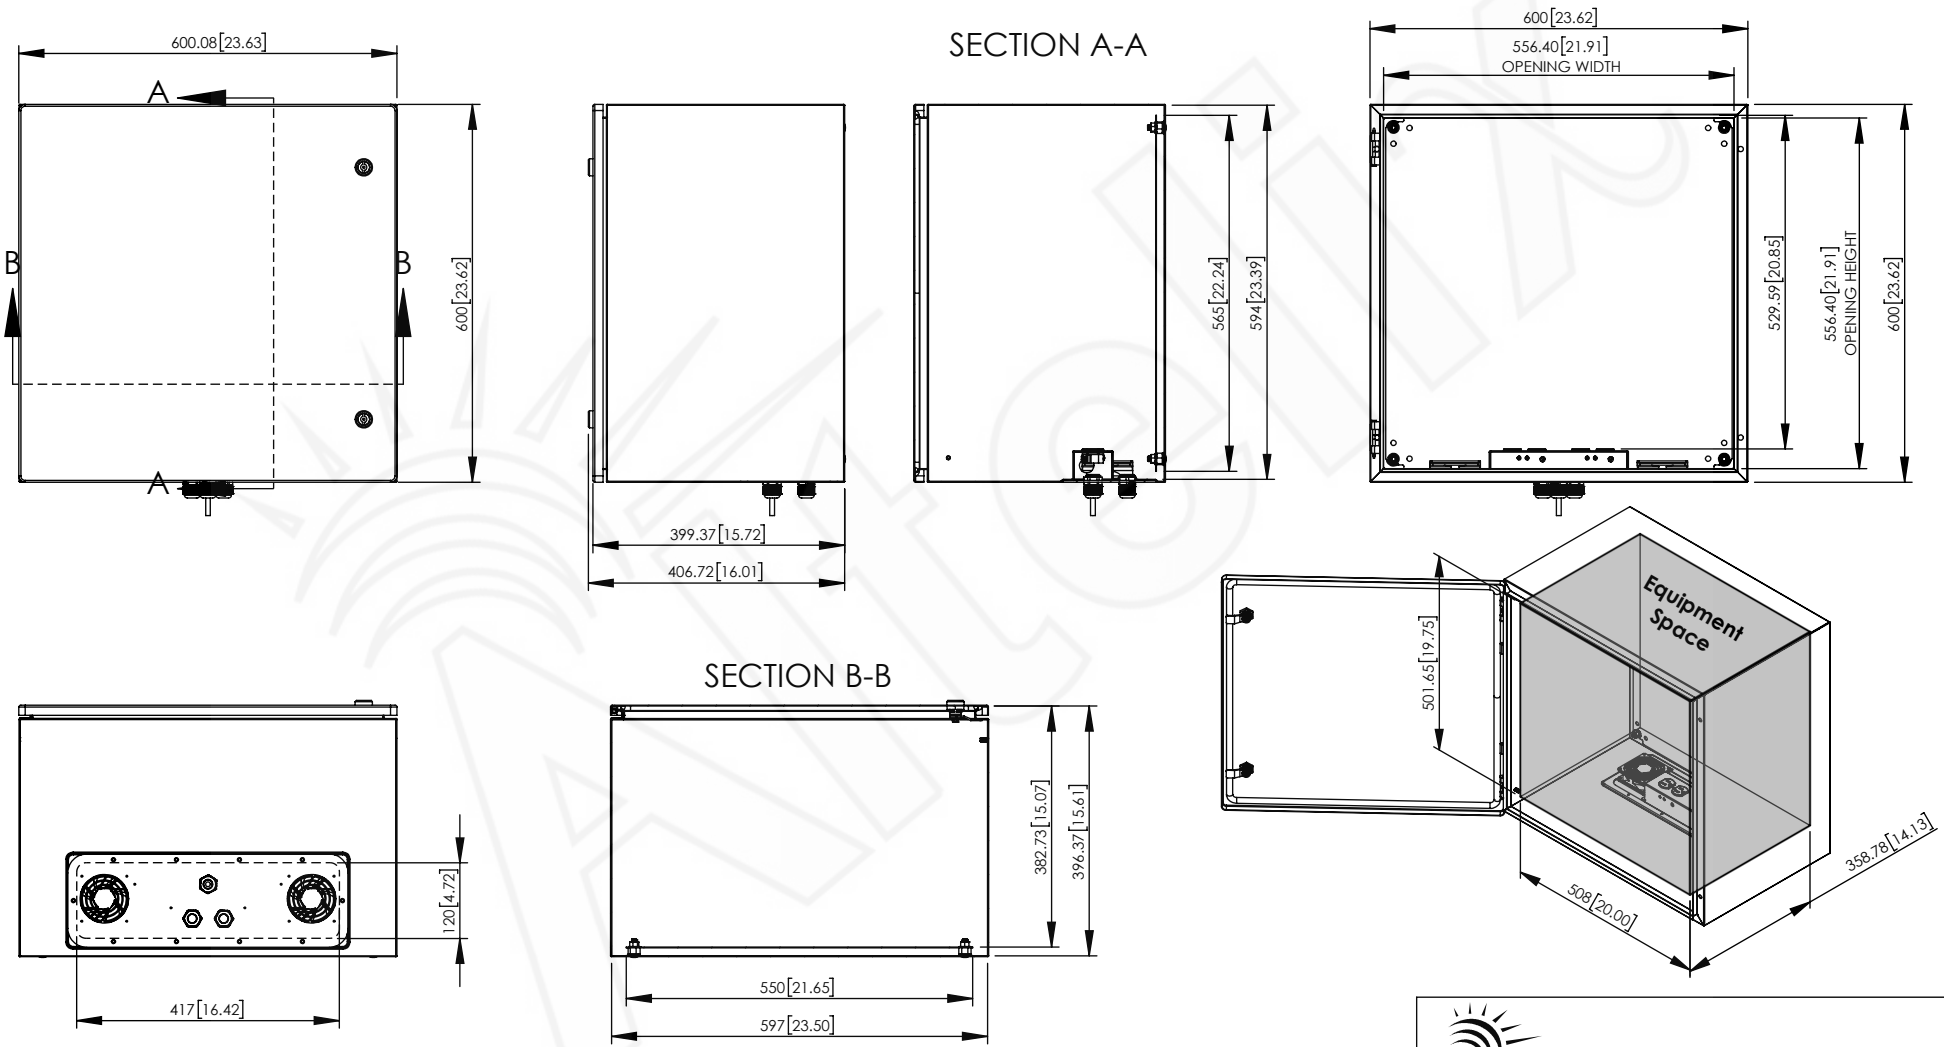 SECTION A-A
600.08[23.63]
A
A
B
B
600[23.62]
399.37[15.72]
406.72[16.01]
565[22.24]
594[23.39]
600[23.62]
556.40[21.91]
OPENING WIDTH
529.59[20.85]
556.40[21.91]
OPENING HEIGHT
600[23.62]
Equipment
Space
501.65[19.75]
508[20.00]
358.78[14.13]
SECTION B-B
120[4.72]
417[16.42]
382.73[15.07]
396.37[15.61]
550[21.65]
597[23.50]
Altelix